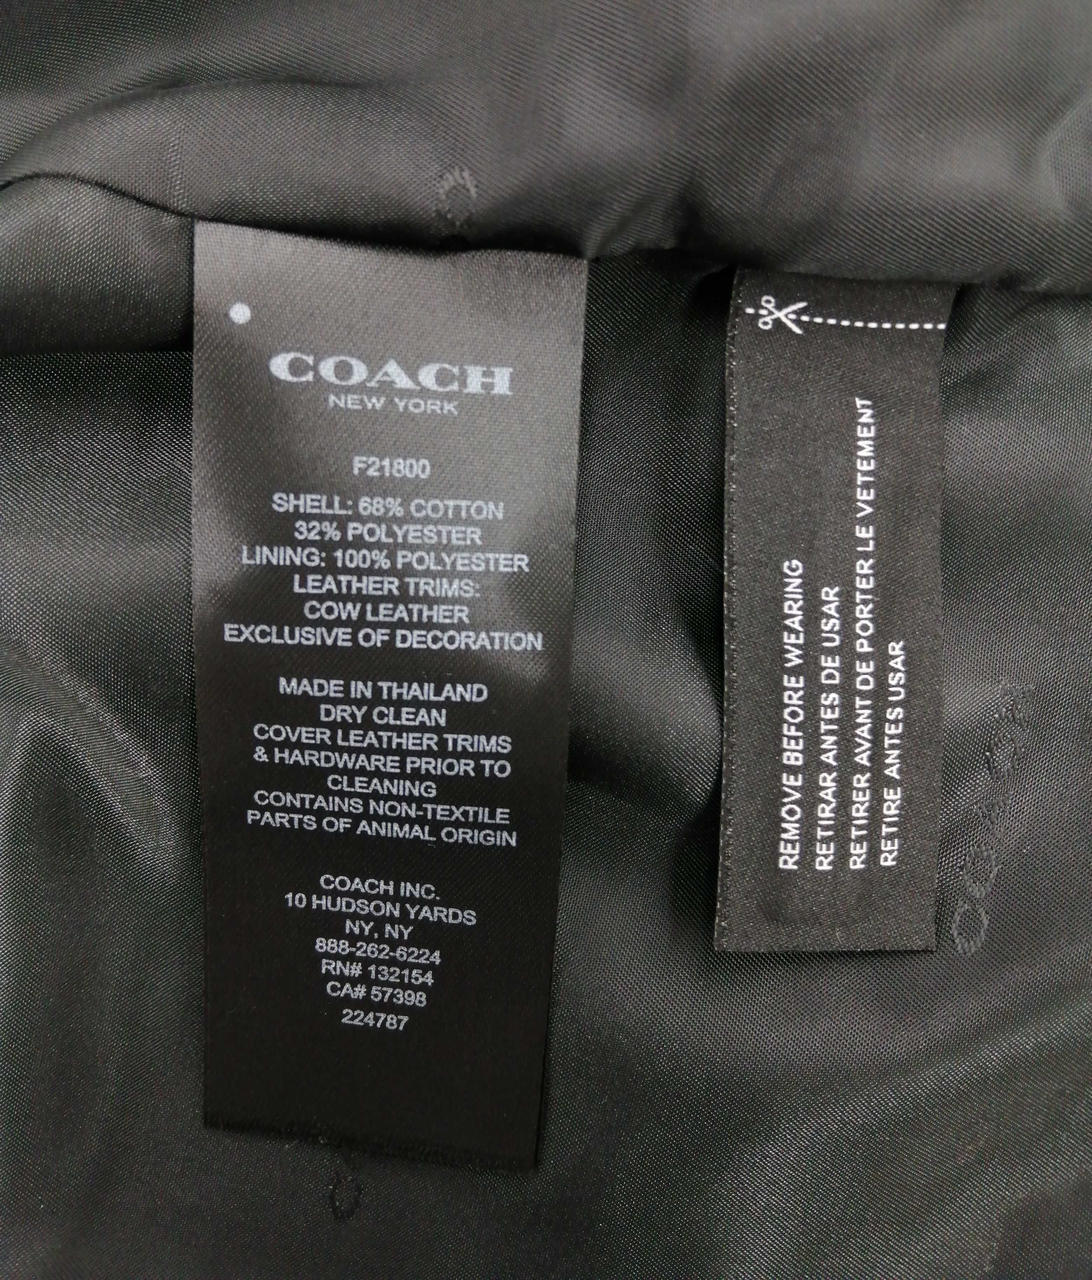 COACH
NEW YORK
F21800
SHELL: 68% COTTON
32% POLYESTER
LINING: 100% POLYESTER
LEATHER TRIMS:
COW LEATHER
EXCLUSIVE OF DECORATION
MADE IN THAILAND
DRY CLEAN
COVER LEATHER TRIMS
& HARDWARE PRIOR TO
CLEANING
CONTAINS NON-TEXTILE
PARTS OF ANIMAL ORIGIN
COACH INC.
10 HUDSON YARDS
NY, NY
888-262-6224
RN# 132154
CA# 57398
224787
REMOVE BEFORE WEARING
RETIRAR ANTES DE USAR
RETIRER AVANT DE PORTER LE VETEMENT
RETIRE ANTES USAR